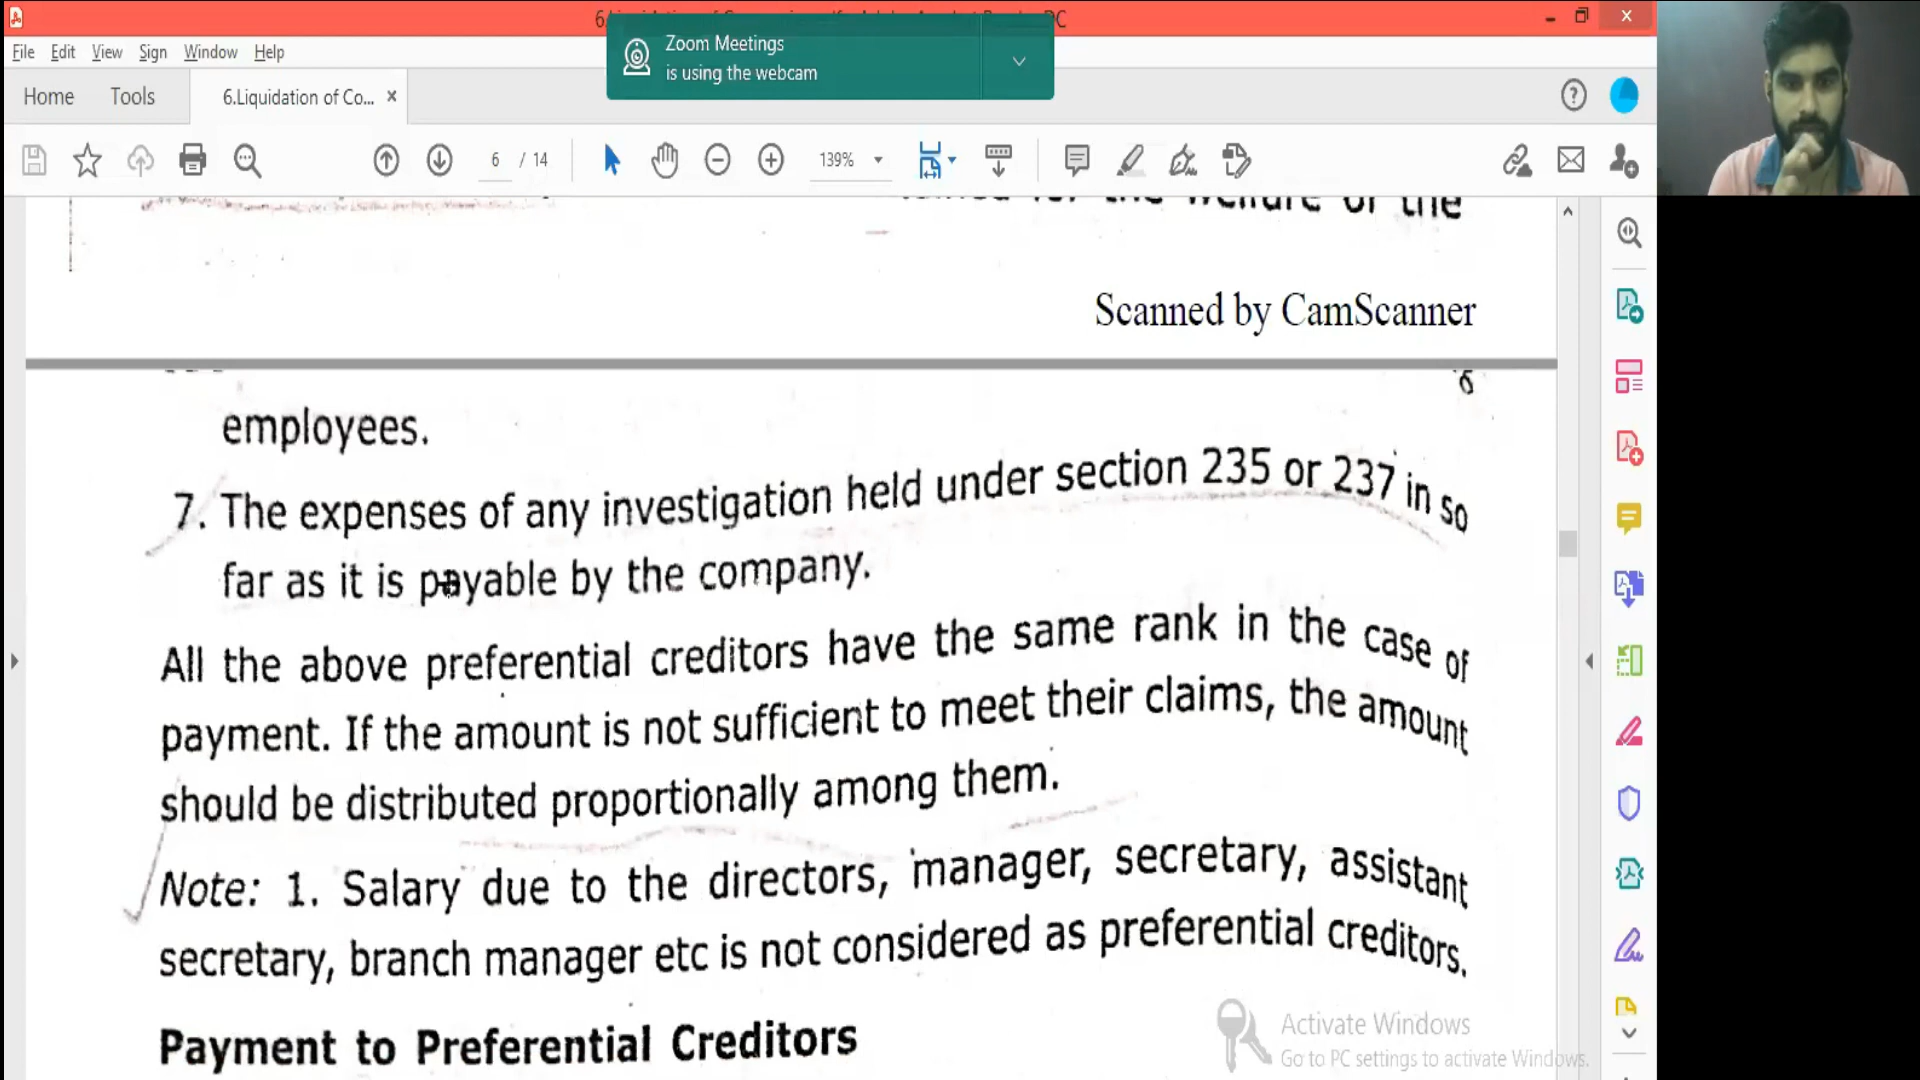 Zoom Meetings
is using the webcam
File Edit View Sign Window Help
Home Tools 6.Liquidation of Co... ×
6 / 14 139%
Scanned by CamScanner
6
employees.
7. The expenses of any investigation held under section 235 or 237 in so
far as it is payable by the company.
All the above preferential creditors have the same rank in the case of
payment. If the amount is not sufficient to meet their claims, the amount
should be distributed proportionally among them.
Note: 1. Salary due to the directors, manager, secretary, assistant
secretary, branch manager etc is not considered as preferential creditors.
Payment to Preferential Creditors
Activate Windows
Go to PC settings to activate Windows.